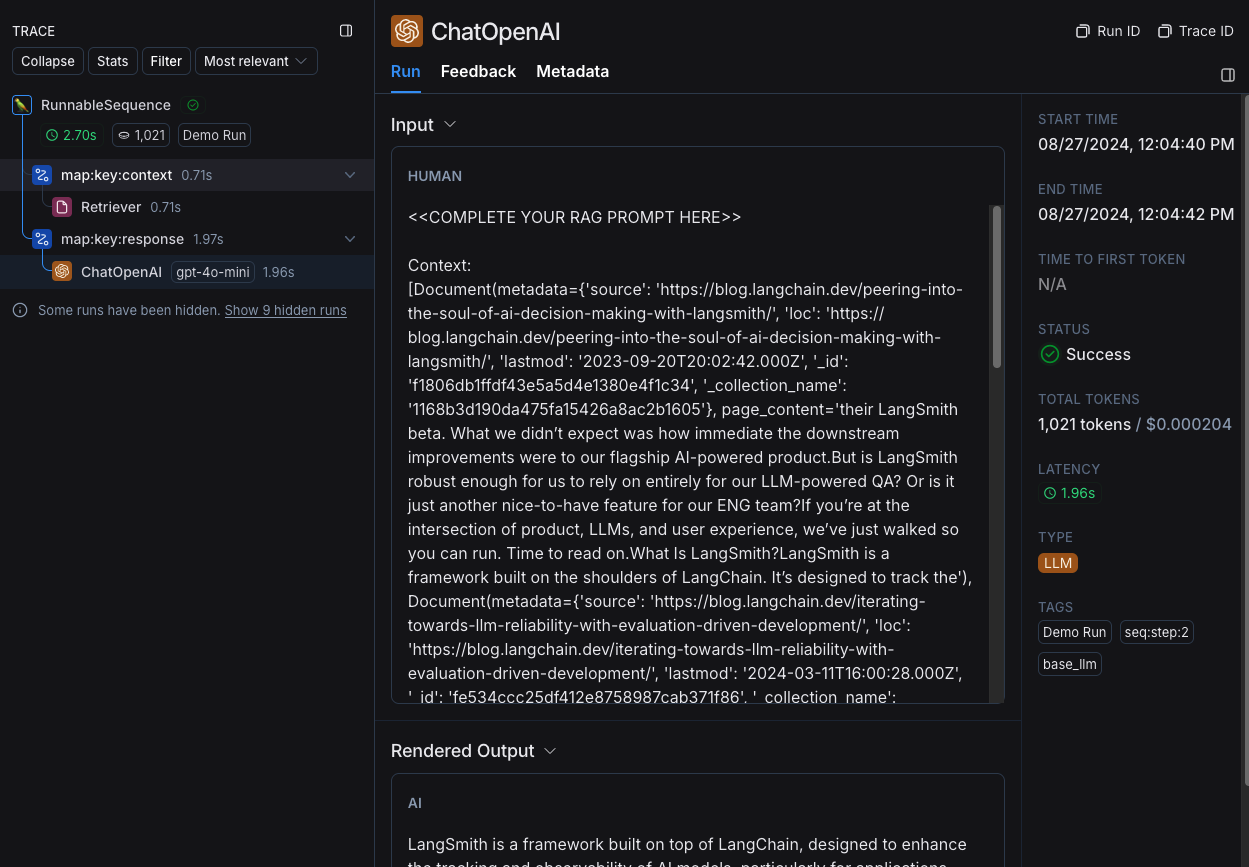 TRACE
Collapse
Stats
Filter
Most relevant
RunnableSequence
2.70s
1,021
Demo Run
map:key:context 0.71s
Retriever 0.71s
map:key:response 1.97s
ChatOpenAI gpt-4o-mini 1.96s
Some runs have been hidden. Show 9 hidden runs
ChatOpenAI
Run ID
Trace ID
Run
Feedback
Metadata
Input
HUMAN
<<COMPLETE YOUR RAG PROMPT HERE>>
Context:
[Document(metadata={'source': 'https://blog.langchain.dev/peering-into-
the-soul-of-ai-decision-making-with-langsmith/', 'loc': 'https://
blog.langchain.dev/peering-into-the-soul-of-ai-decision-making-with-
langsmith/', 'lastmod': '2023-09-20T20:02:42.000Z', '_id':
'f1806db1ffdf43e5a5d4e1380e4f1c34', '_collection_name':
'1168b3d190da475fa15426a8ac2b1605'}, page_content='their LangSmith
beta. What we didn’t expect was how immediate the downstream
improvements were to our flagship AI-powered product.But is LangSmith
robust enough for us to rely on entirely for our LLM-powered QA? Or is it
just another nice-to-have feature for our ENG team?If you’re at the
intersection of product, LLMs, and user experience, we’ve just walked so
you can run. Time to read on.What Is LangSmith?LangSmith is a
framework built on the shoulders of LangChain. It’s designed to track the'),
Document(metadata={'source': 'https://blog.langchain.dev/iterating-
towards-llm-reliability-with-evaluation-driven-development/', 'loc':
'https://blog.langchain.dev/iterating-towards-llm-reliability-with-
evaluation-driven-development/', 'lastmod': '2024-03-11T16:00:28.000Z',
'_id': 'fe534ccc25df412e8758987cab371f86', '_collection_name':
Rendered Output
AI
LangSmith is a framework built on top of LangChain, designed to enhance
the tracking and observability of AI models, particularly for applications
START TIME
08/27/2024, 12:04:40 PM
END TIME
08/27/2024, 12:04:42 PM
TIME TO FIRST TOKEN
N/A
STATUS
Success
TOTAL TOKENS
1,021 tokens / $0.000204
LATENCY
1.96s
TYPE
LLM
TAGS
Demo Run
seq:step:2
base_llm